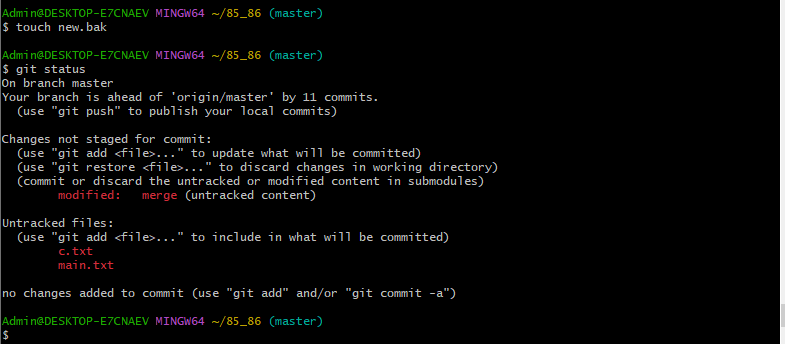 Admin@DESKTOP-E7CNAEV MINGW64 ~/85_86 (master)
$ touch new.bak
Admin@DESKTOP-E7CNAEV MINGW64 ~/85_86 (master)
$ git status
On branch master
Your branch is ahead of 'origin/master' by 11 commits.
  (use "git push" to publish your local commits)
Changes not staged for commit:
  (use "git add <file>..." to update what will be committed)
  (use "git restore <file>..." to discard changes in working directory)
  (commit or discard the untracked or modified content in submodules)
        modified:   merge (untracked content)
Untracked files:
  (use "git add <file>..." to include in what will be committed)
        c.txt
        main.txt
no changes added to commit (use "git add" and/or "git commit -a")
Admin@DESKTOP-E7CNAEV MINGW64 ~/85_86 (master)
$